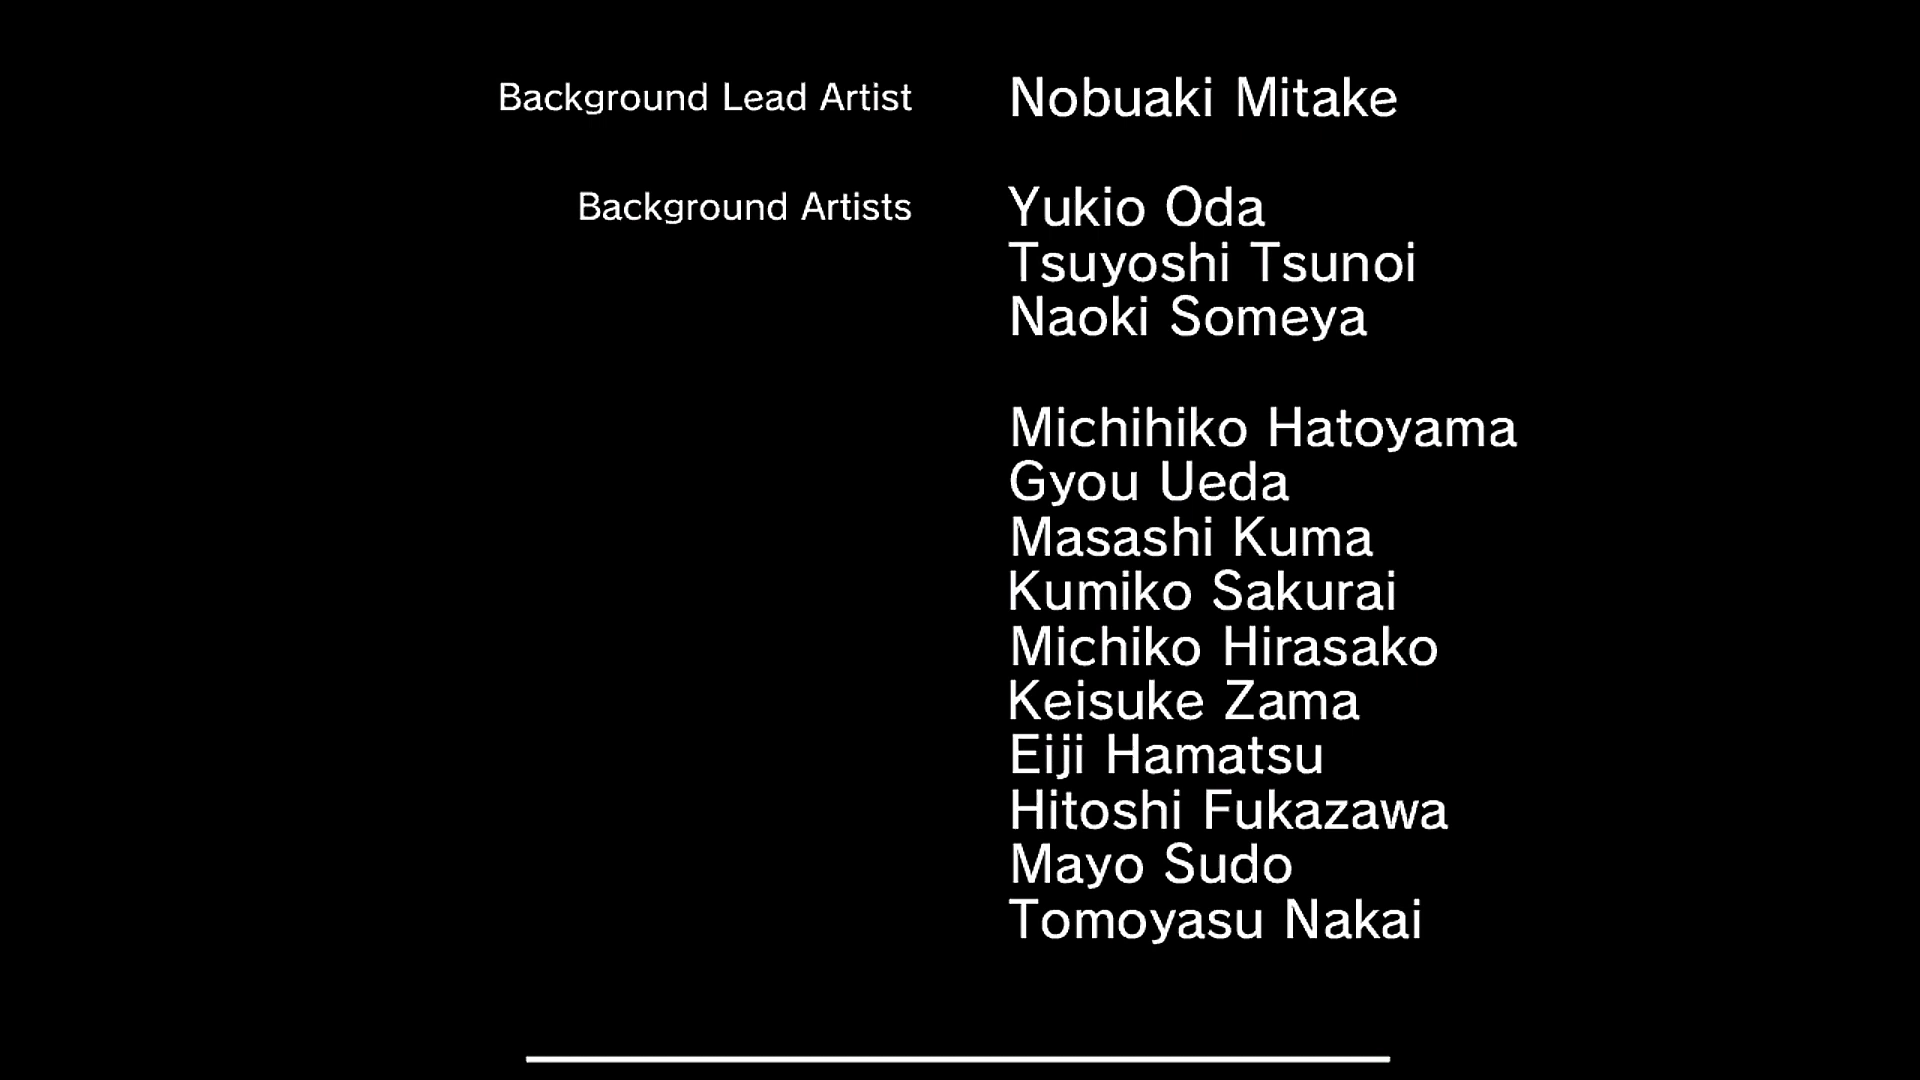 Background Lead Artist Nobuaki Mitake
Background Artists Yukio Oda
Tsuyoshi Tsunoi
Naoki Someya
Michihiko Hatoyama
Gyou Ueda
Masashi Kuma
Kumiko Sakurai
Michiko Hirasako
Keisuke Zama
Eiji Hamatsu
Hitoshi Fukazawa
Mayo Sudo
Tomoyasu Nakai